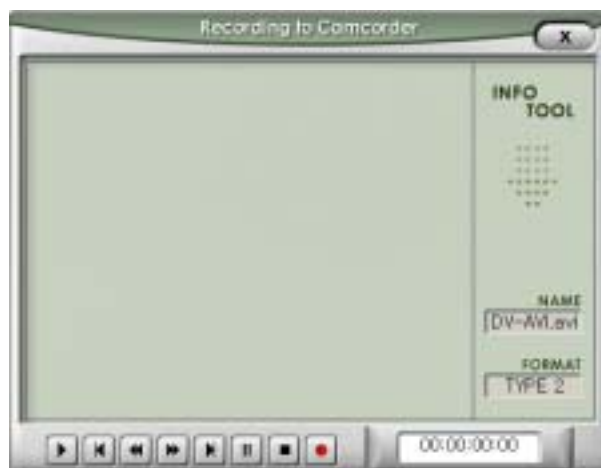 Recording to Camcorder
X
INFO
TOOL
NAME
DV-AVI.avi
FORMAT
TYPE 2
00:00:00:00